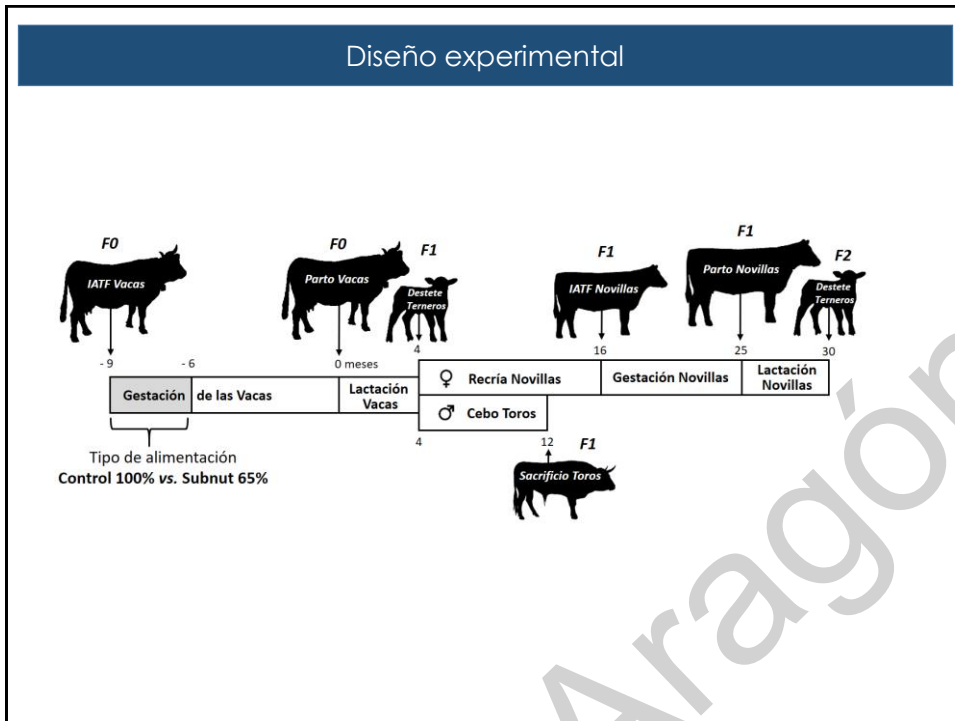 Diseño experimental
F0
IATF Vacas
F0
Parto Vacas
F1
Destete
Terneros
F1
IATF Novillas
F1
Parto Novillas
F2
Destete
Terneros
- 9
- 6
0 meses
4
16
25
30
Gestación de las Vacas
Lactación
Vacas
♀ Recría Novillas
Gestación Novillas
Lactación
Novillas
♂ Cebo Toros
4
12
F1
Tipo de alimentación
Control 100% vs. Subnut 65%
Sacrificio Toros
Aragón